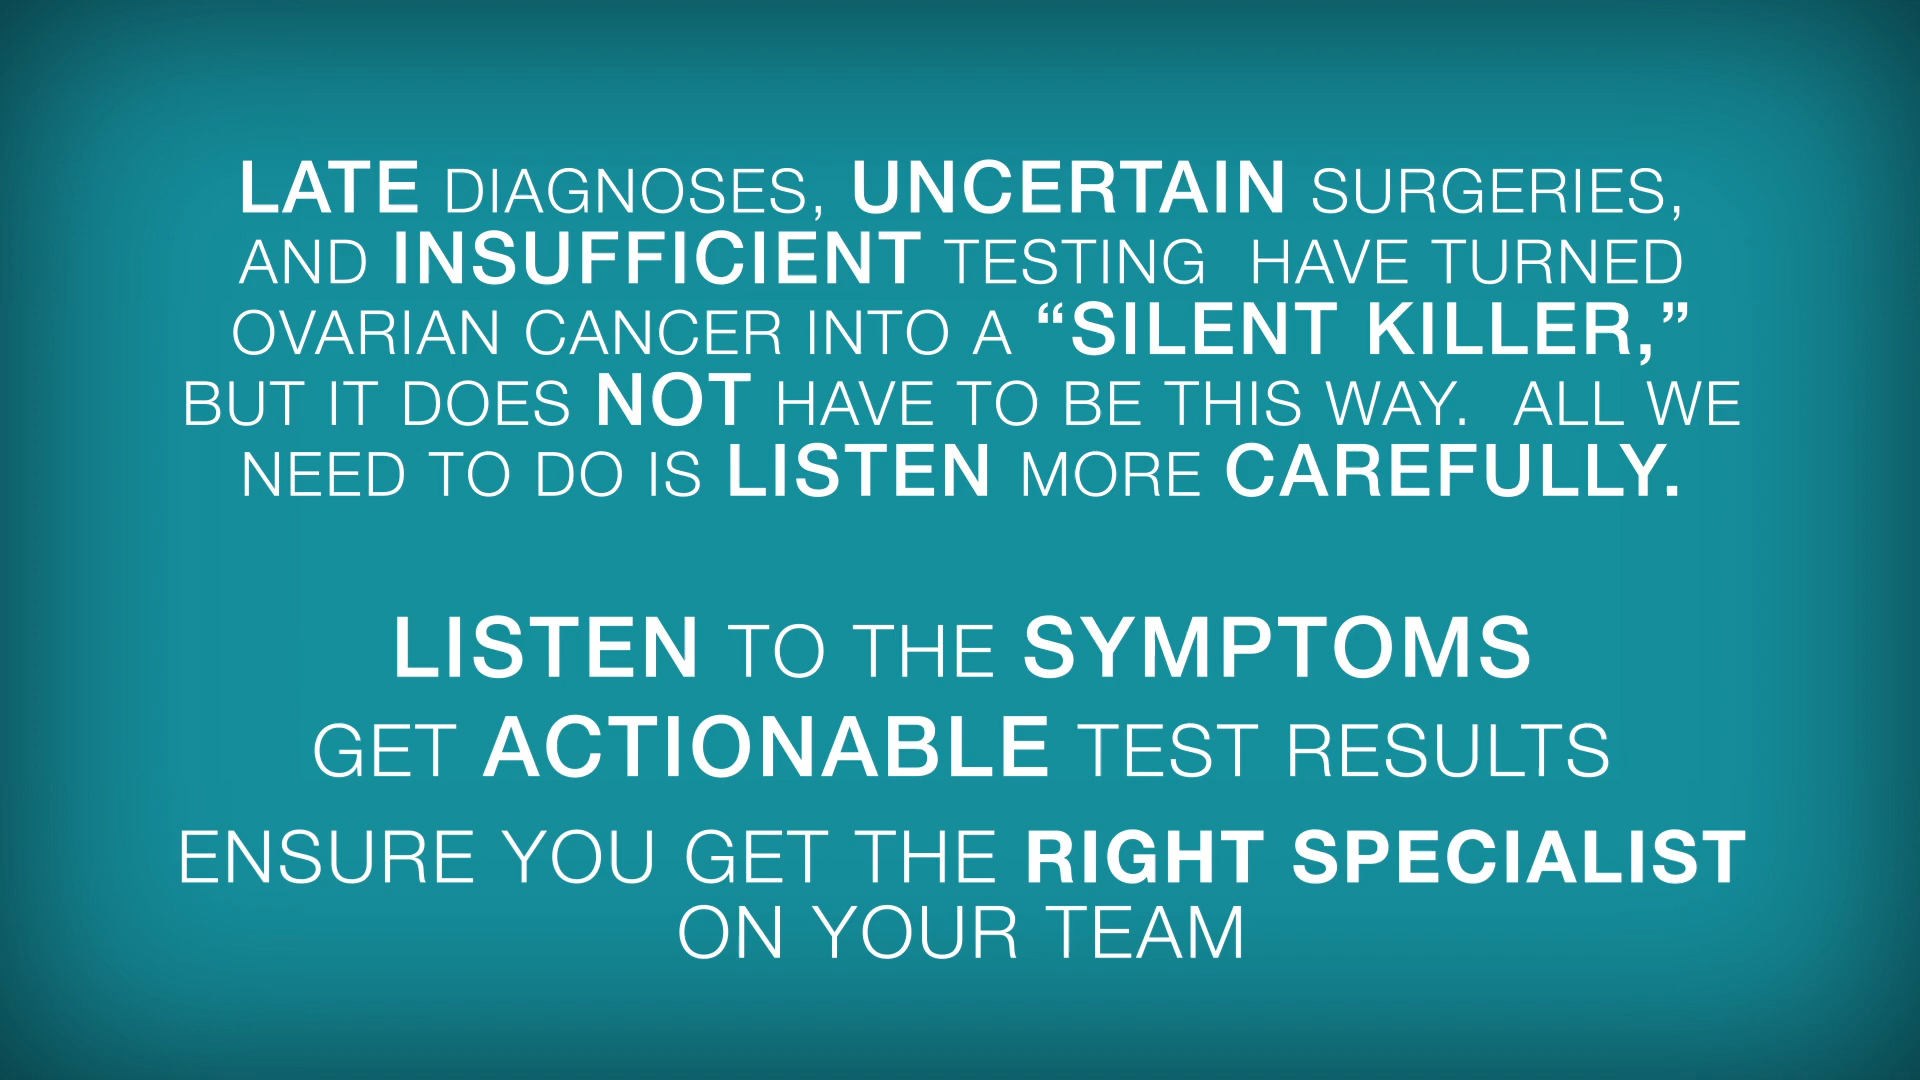 LATE DIAGNOSES, UNCERTAIN SURGERIES,
AND INSUFFICIENT TESTING  HAVE TURNED
OVARIAN CANCER INTO A “SILENT KILLER,”
BUT IT DOES NOT HAVE TO BE THIS WAY.  ALL WE
NEED TO DO IS LISTEN MORE CAREFULLY.
LISTEN TO THE SYMPTOMS
GET ACTIONABLE TEST RESULTS
ENSURE YOU GET THE RIGHT SPECIALIST
ON YOUR TEAM